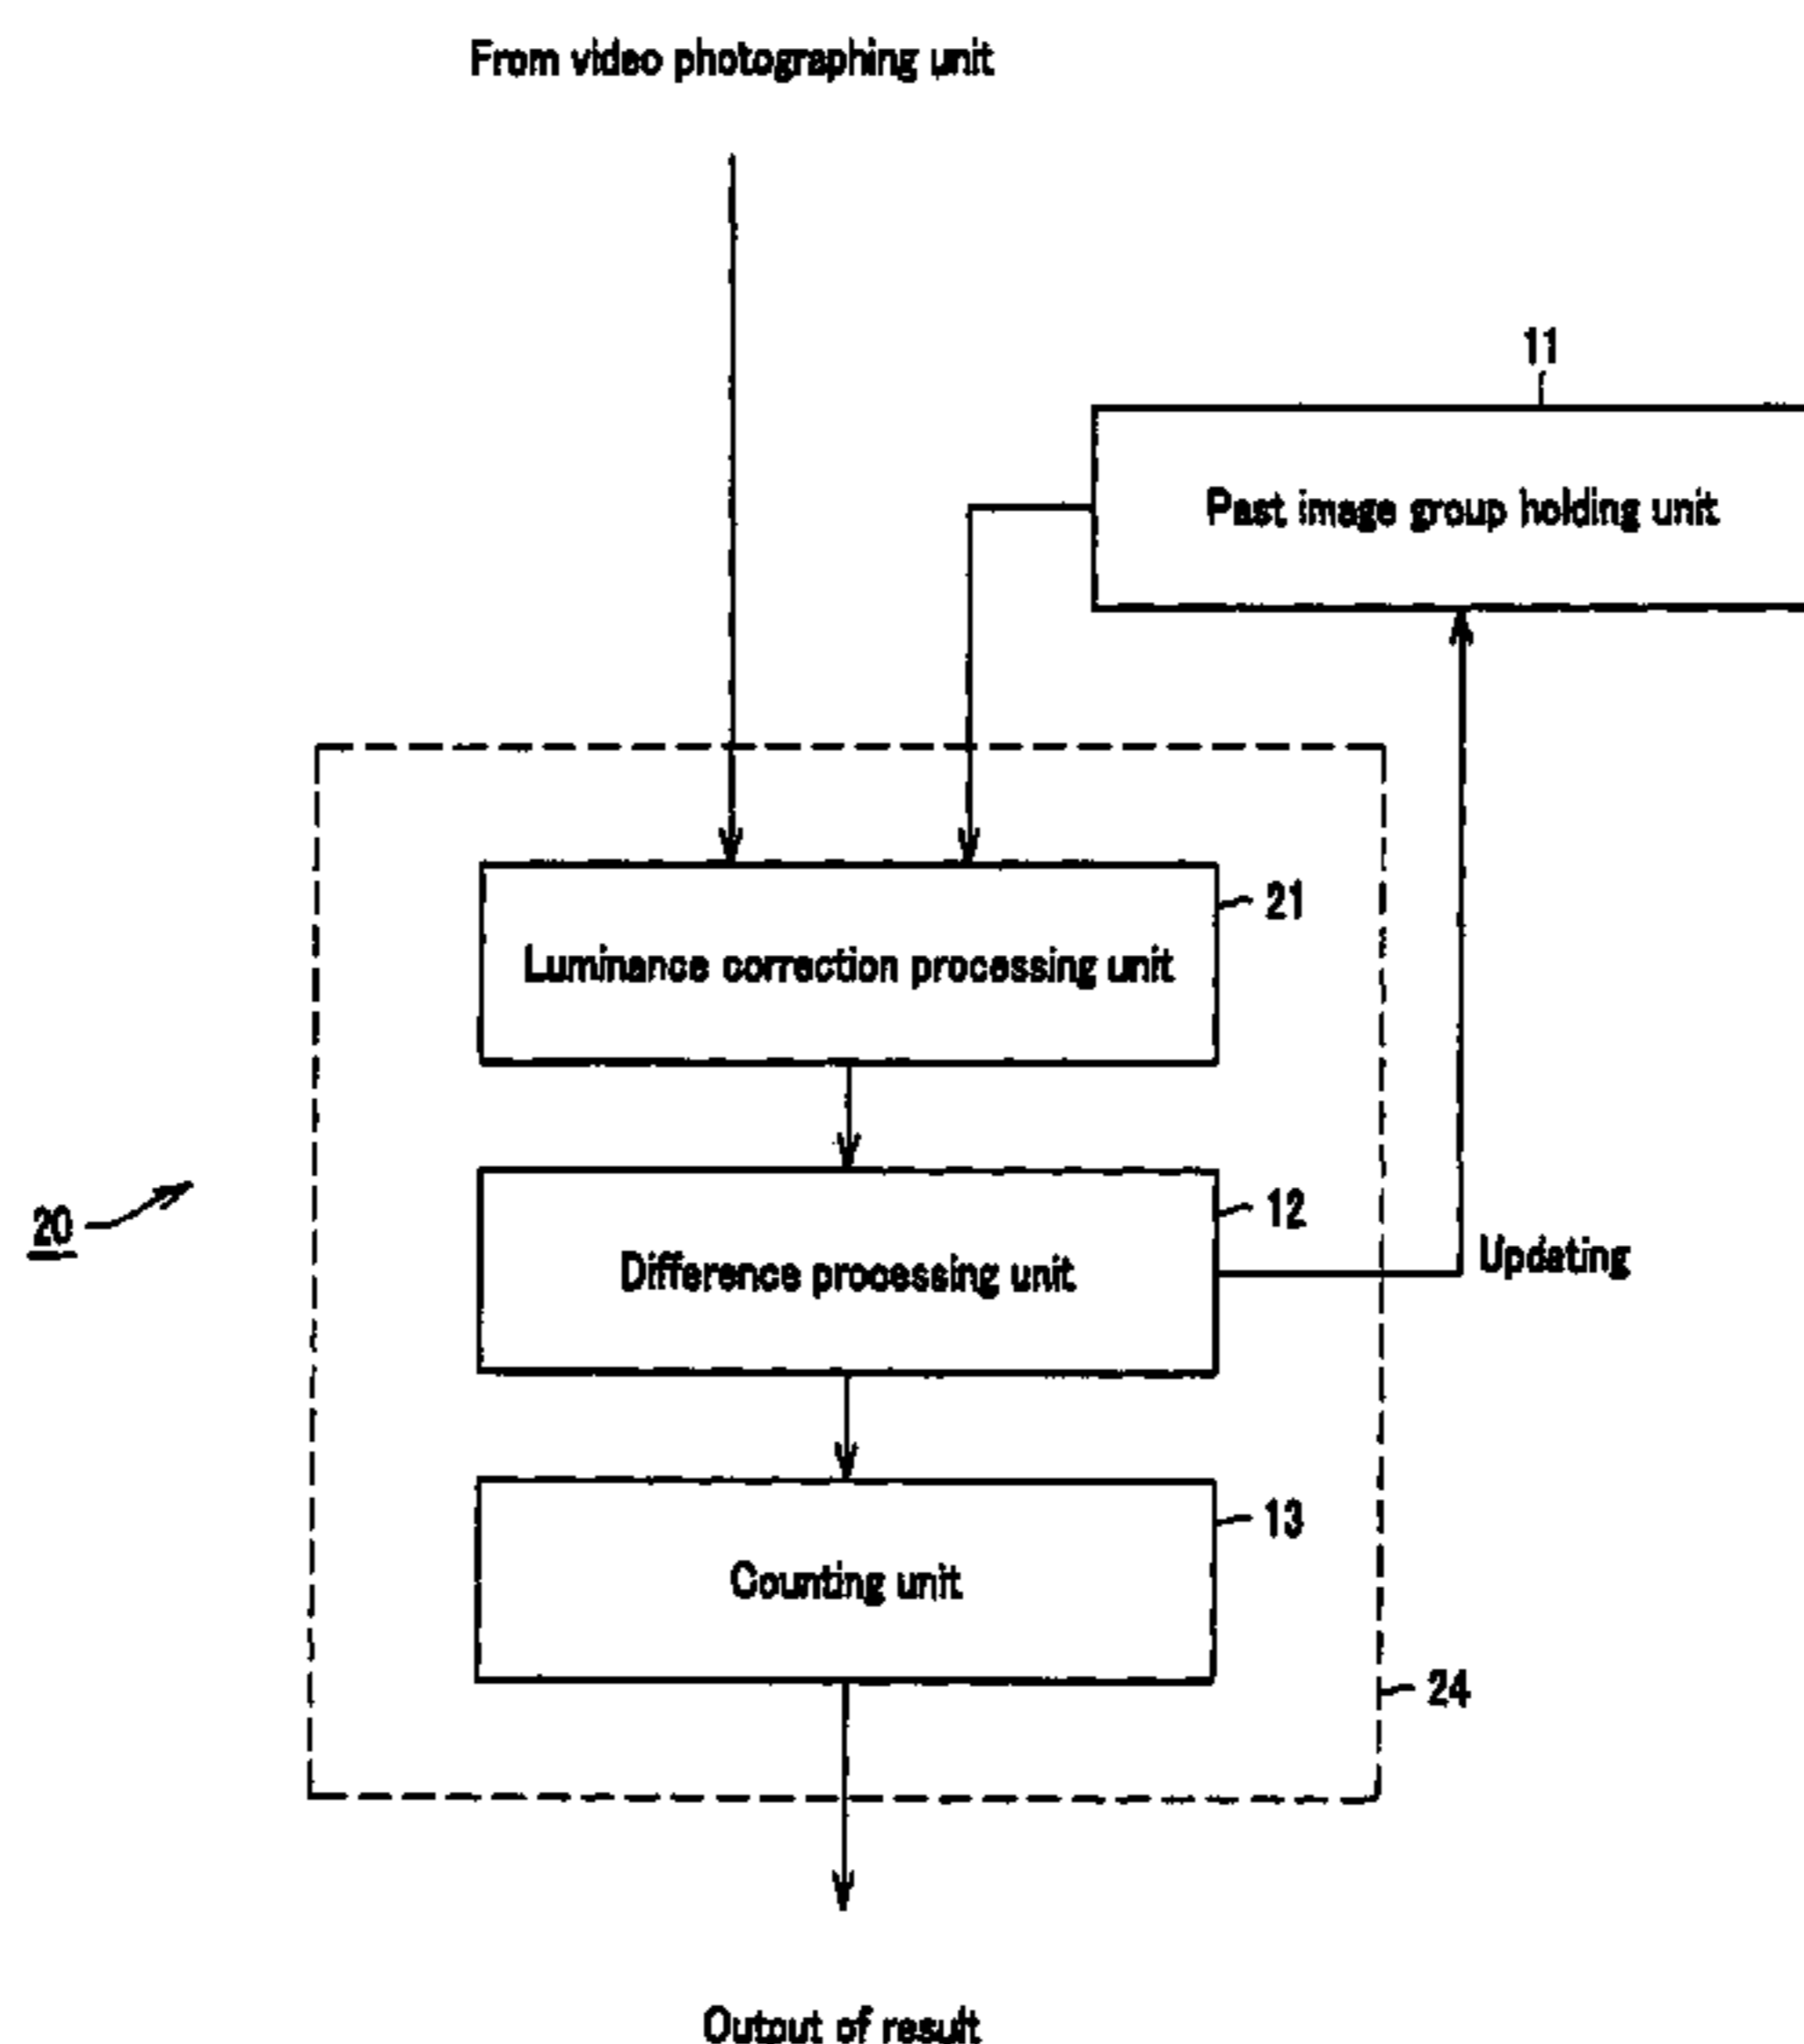 From video photographing unit
11
Past image group holding unit
21
Luminance correction processing unit
12
Difference processing unit
20
Updating
13
Counting unit
24
Output of result